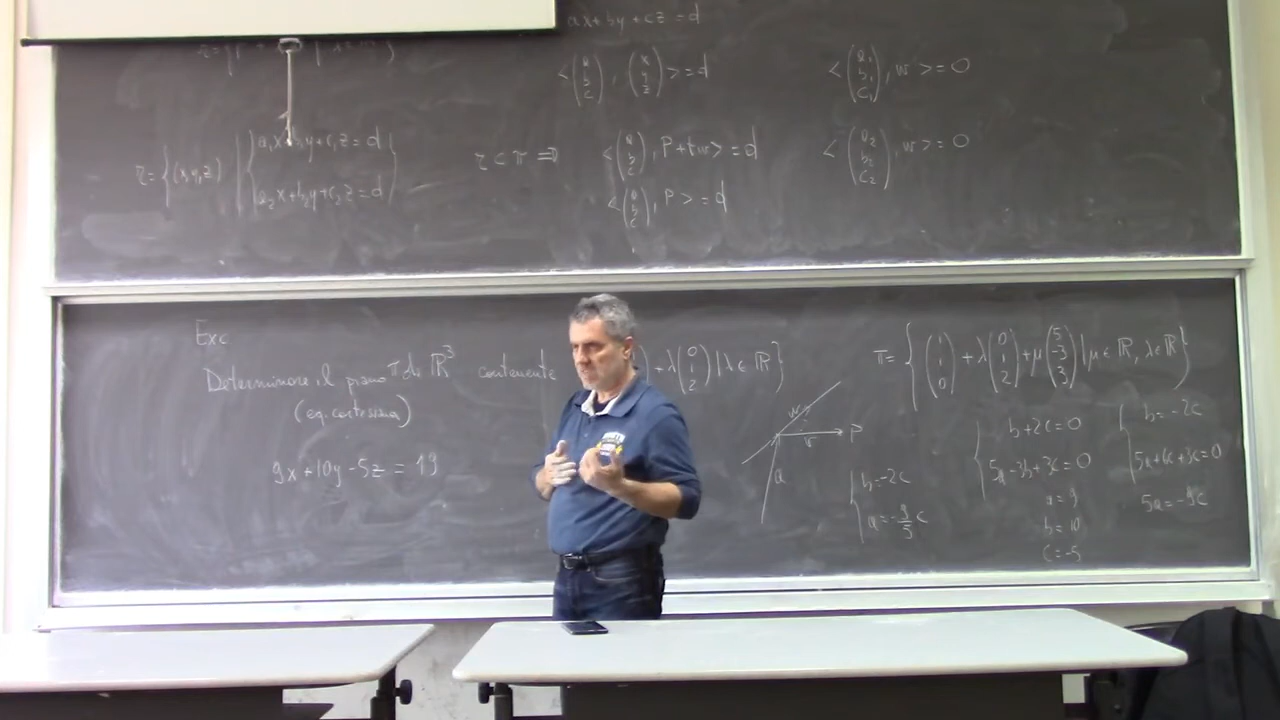 ax+by+cz=d
<(a b c), (x y z)>=d
<(a₁ b₁ c₁), w>=0
r={(x,y,z) | {a₁x+b₁y+c₁z=d
a₂x+b₂y+c₂z=d}
r⊂π ⇒ <(a b c), P+tw>=d
<(a b c), P>=d
<(a₂ b₂ c₂), w>=0
Exc
Determinare il piano π di ℝ³ contenente
(eq. cartesiana)
9x+10y-5z=19
)+λ(0 1 2)|λ∈ℝ}
w
v
P
a
π={(1 1 0)+λ(0 1 2)+μ(5 -3 3)|μ∈ℝ, λ∈ℝ}
b+2c=0
5a-3b+3c=0
a=9
b=10
c=-5
b=-2c
5a+6c+3c=0
5a=-9c
b=-2c
a=-9/5 c